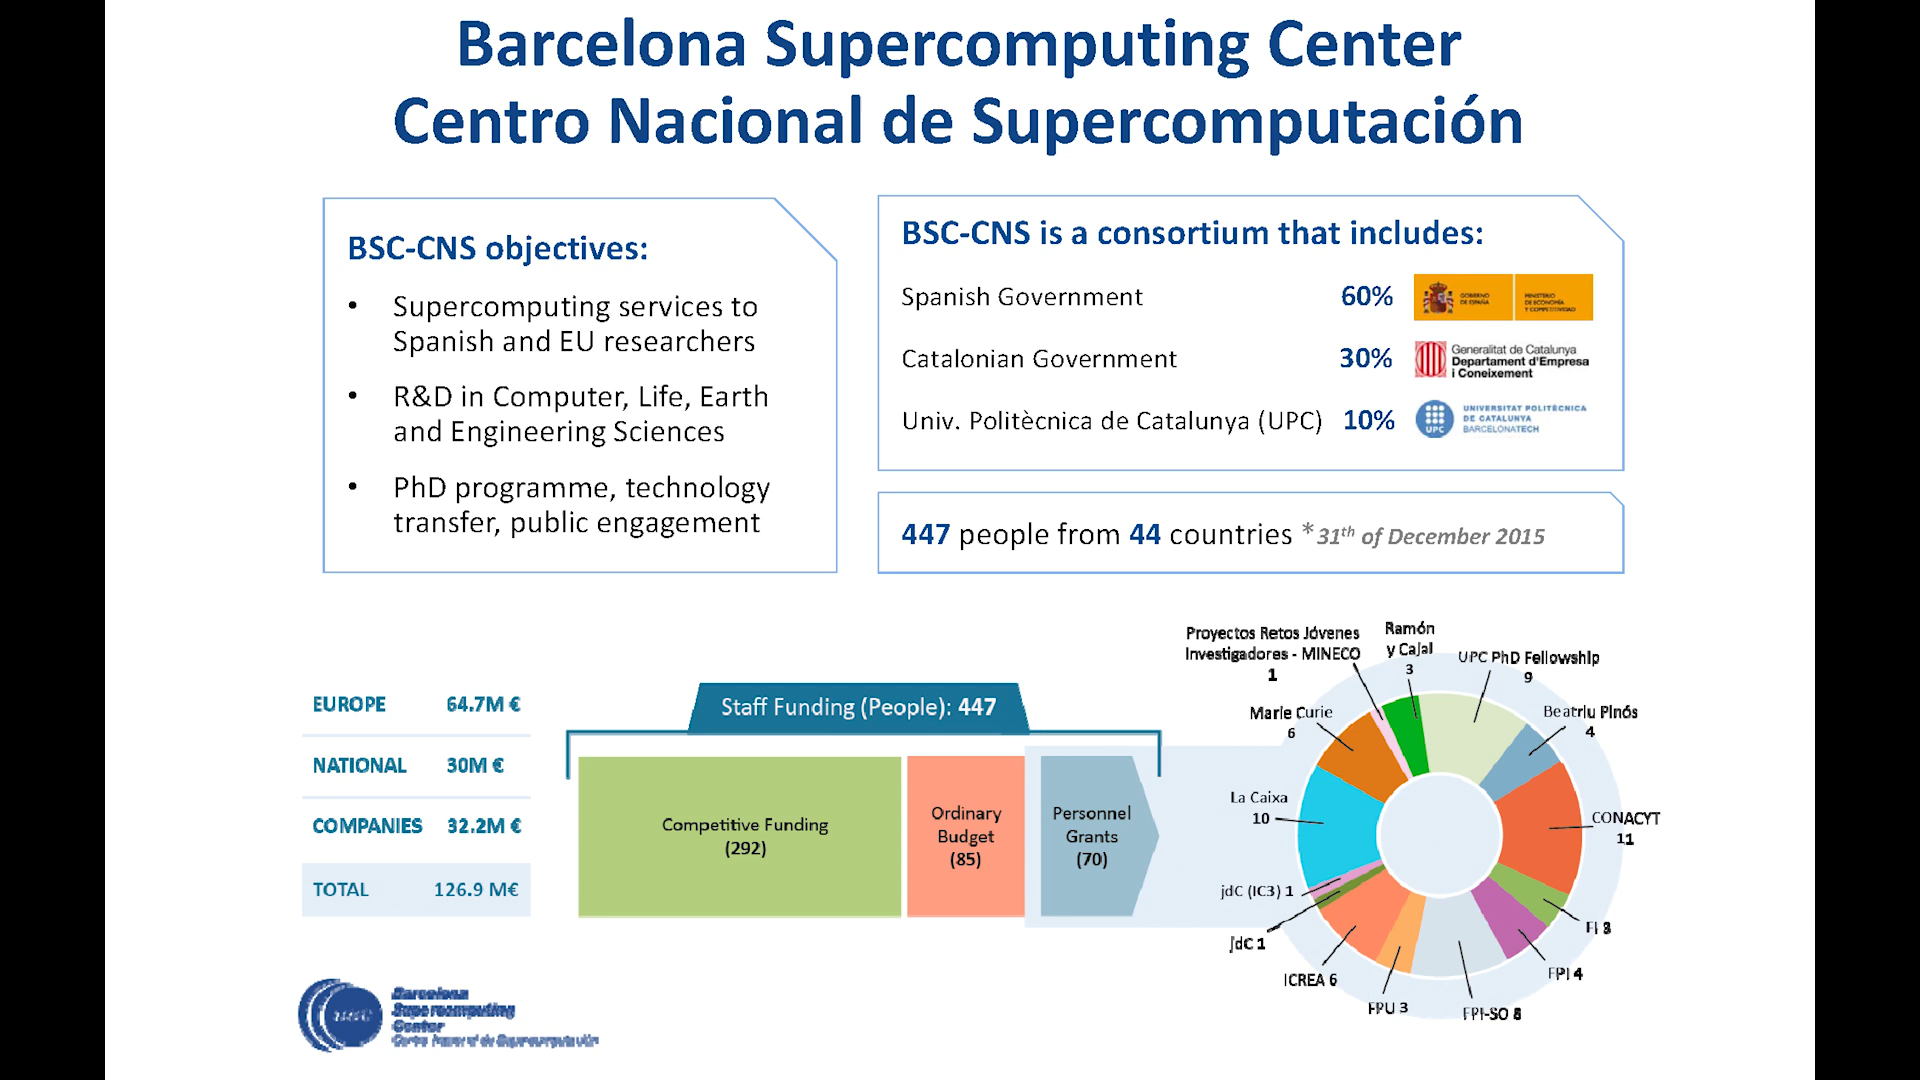 Barcelona Supercomputing Center
Centro Nacional de Supercomputación
BSC-CNS objectives:
• Supercomputing services to
Spanish and EU researchers
• R&D in Computer, Life, Earth
and Engineering Sciences
• PhD programme, technology
transfer, public engagement
BSC-CNS is a consortium that includes:
Spanish Government 60%
GOBIERNO
DE ESPAÑA
MINISTERIO
DE ECONOMÍA
Y COMPETITIVIDAD
Catalonian Government 30%
Generalitat de Catalunya
Departament d'Empresa
i Coneixement
Univ. Politècnica de Catalunya (UPC) 10%
UPC
UNIVERSITAT POLITÈCNICA
DE CATALUNYA
BARCELONATECH
447 people from 44 countries *31th of December 2015
EUROPE 64.7M €
NATIONAL 30M €
COMPANIES 32.2M €
TOTAL 126.9 M€
Staff Funding (People): 447
Competitive Funding
(292)
Ordinary
Budget
(85)
Personnel
Grants
(70)
Proyectos Retos Jóvenes
Investigadores - MINECO
1
Ramón
y Cajal
3
UPC PhD Fellowship
9
Beatriu Pinós
4
CONACYT
11
FI 3
FPI 4
FPI-SO 8
FPU 3
ICREA 6
JdC 1
jdC (IC3) 1
La Caixa
10
Marie Curie
6
Barcelona
Supercomputing
Center
Centro Nacional de Supercomputación